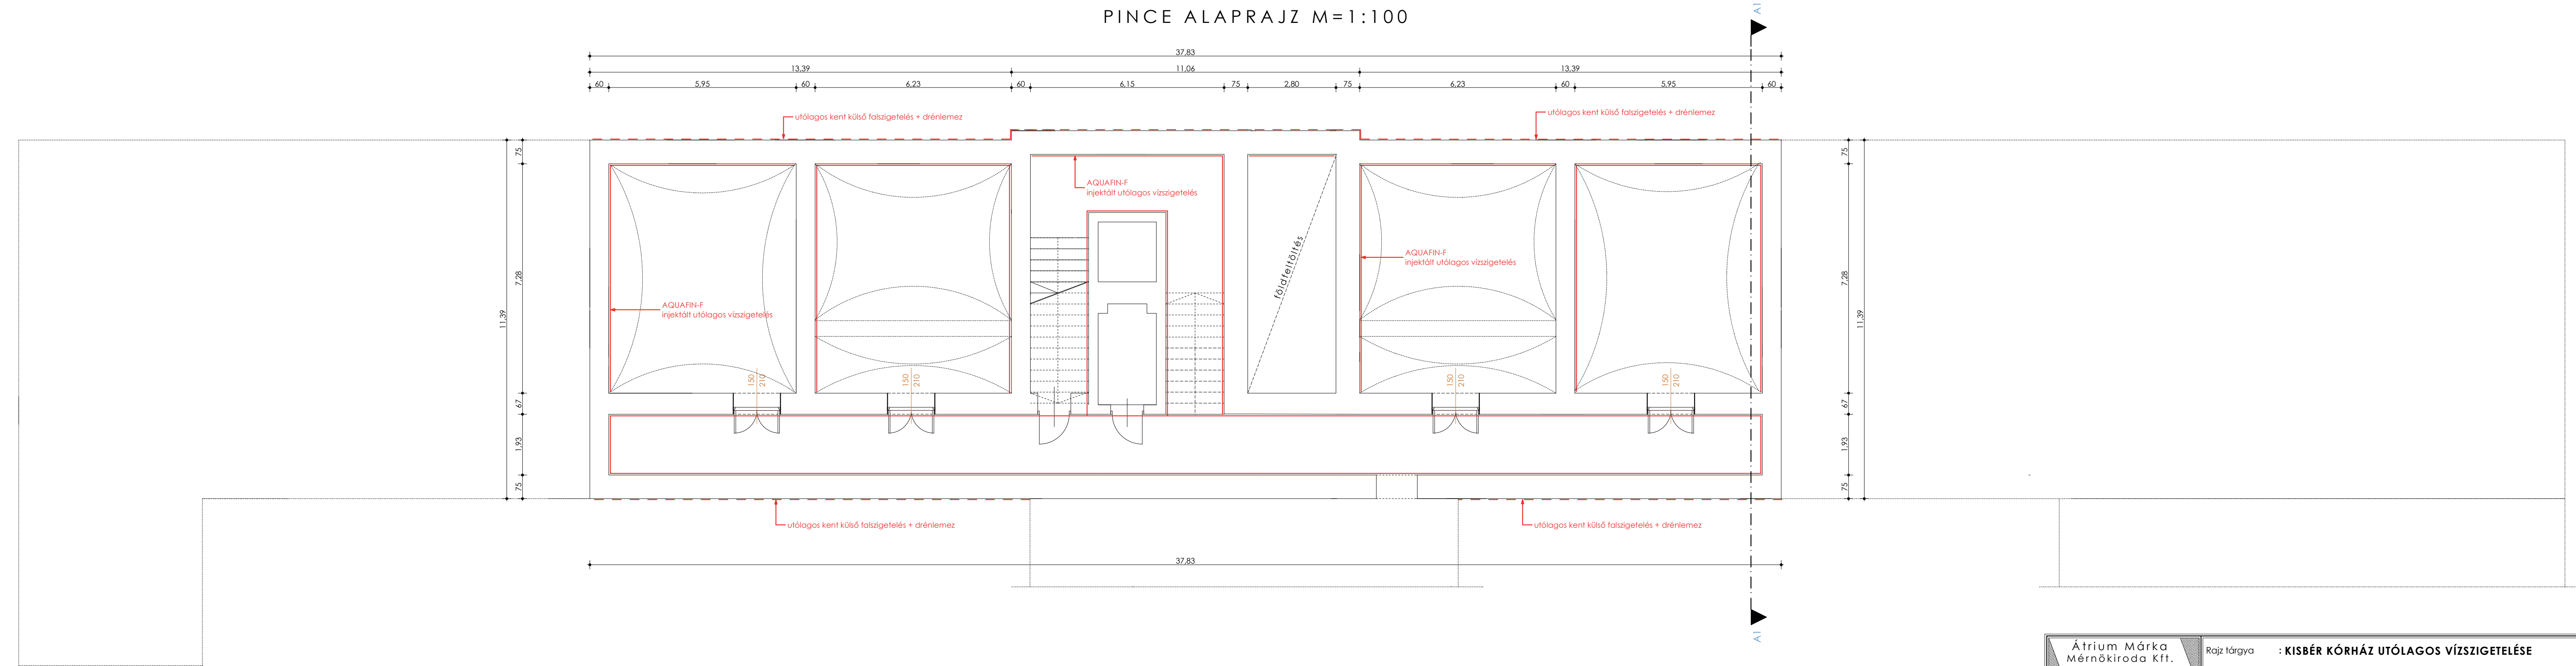 PINCE ALAPRAJZ M=1:100
A1
37,83
13,39 11,06 13,39
60 5,95 60 6,23 60 6,15 75 2,80 75 6,23 60 5,95 60
utólagos kent külső falszigetelés + drénlemez
utólagos kent külső falszigetelés + drénlemez
75
75
AQUAFIN-F
injektált utólagos vízszigetelés
földfeltöltés
AQUAFIN-F
injektált utólagos vízszigetelés
7,28
7,28
AQUAFIN-F
injektált utólagos vízszigetelés
11,39
11,39
150
210
150
210
150
210
150
210
67
67
1,93
1,93
75
75
utólagos kent külső falszigetelés + drénlemez
utólagos kent külső falszigetelés + drénlemez
37,83
A1
Átrium Márka
Mérnökiroda Kft.
Rajz tárgya : KISBÉR KÓRHÁZ UTÓLAGOS VÍZSZIGETELÉSE